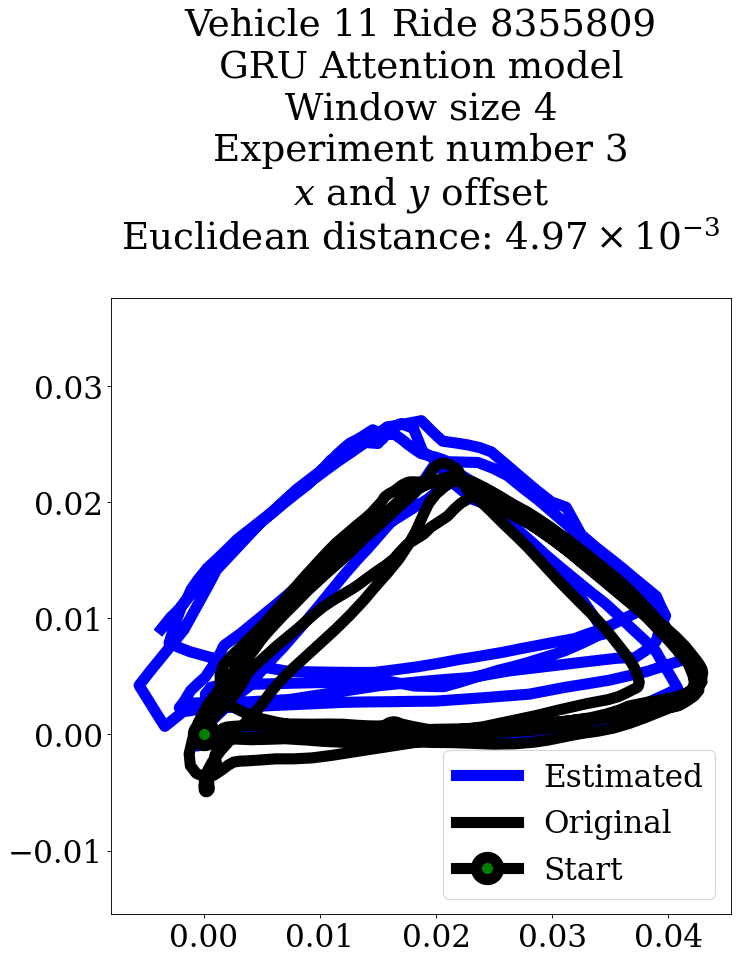 Vehicle 11 Ride 8355809
GRU Attention model
Window size 4
Experiment number 3
x and y offset
Euclidean distance: 4.97 × 10⁻³
0.03
0.02
0.01
0.00
−0.01
Estimated
Original
Start
0.00 0.01 0.02 0.03 0.04